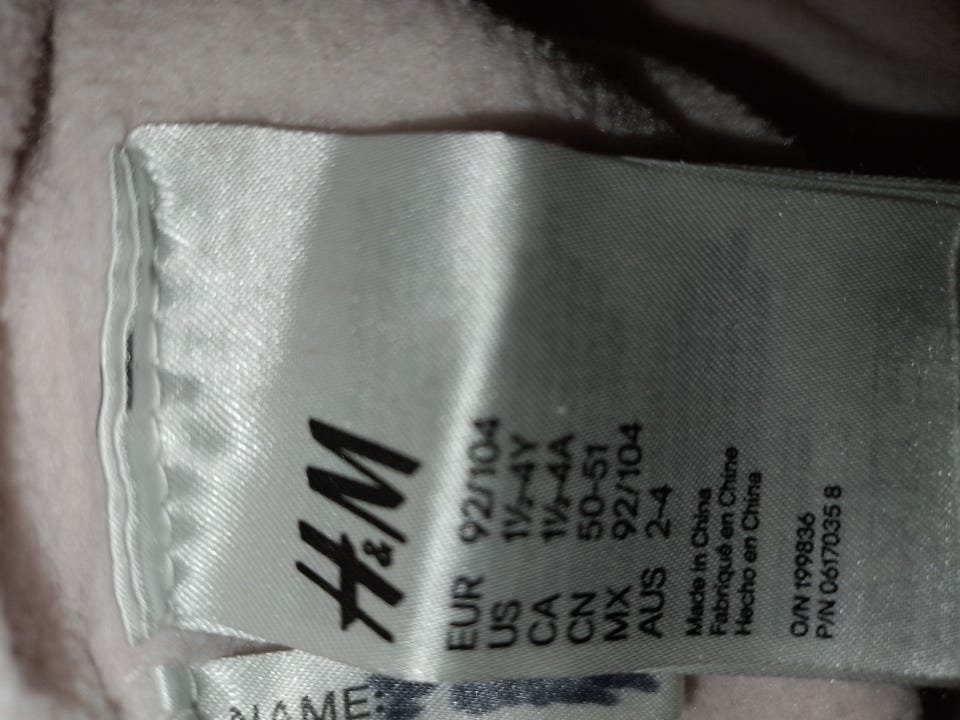 H&M
EUR 92/104
US 1½-4Y
CA 1½-4A
CN 50-51
MX 92/104
AUS 2-4
Made in China
Fabriqué en Chine
Hecho en China
O/N 199836
P/N 0617035 8
NAME: